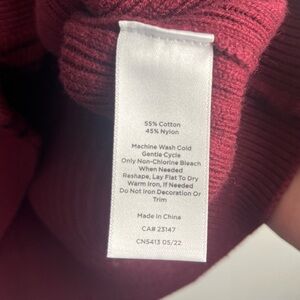 55% Cotton
45% Nylon
Machine Wash Cold
Gentle Cycle
Only Non-Chlorine Bleach
When Needed
Reshape, Lay Flat To Dry
Warm Iron, If Needed
Do Not Iron Decoration Or
Trim
Made in China
CA# 23147
CN5413 05/22